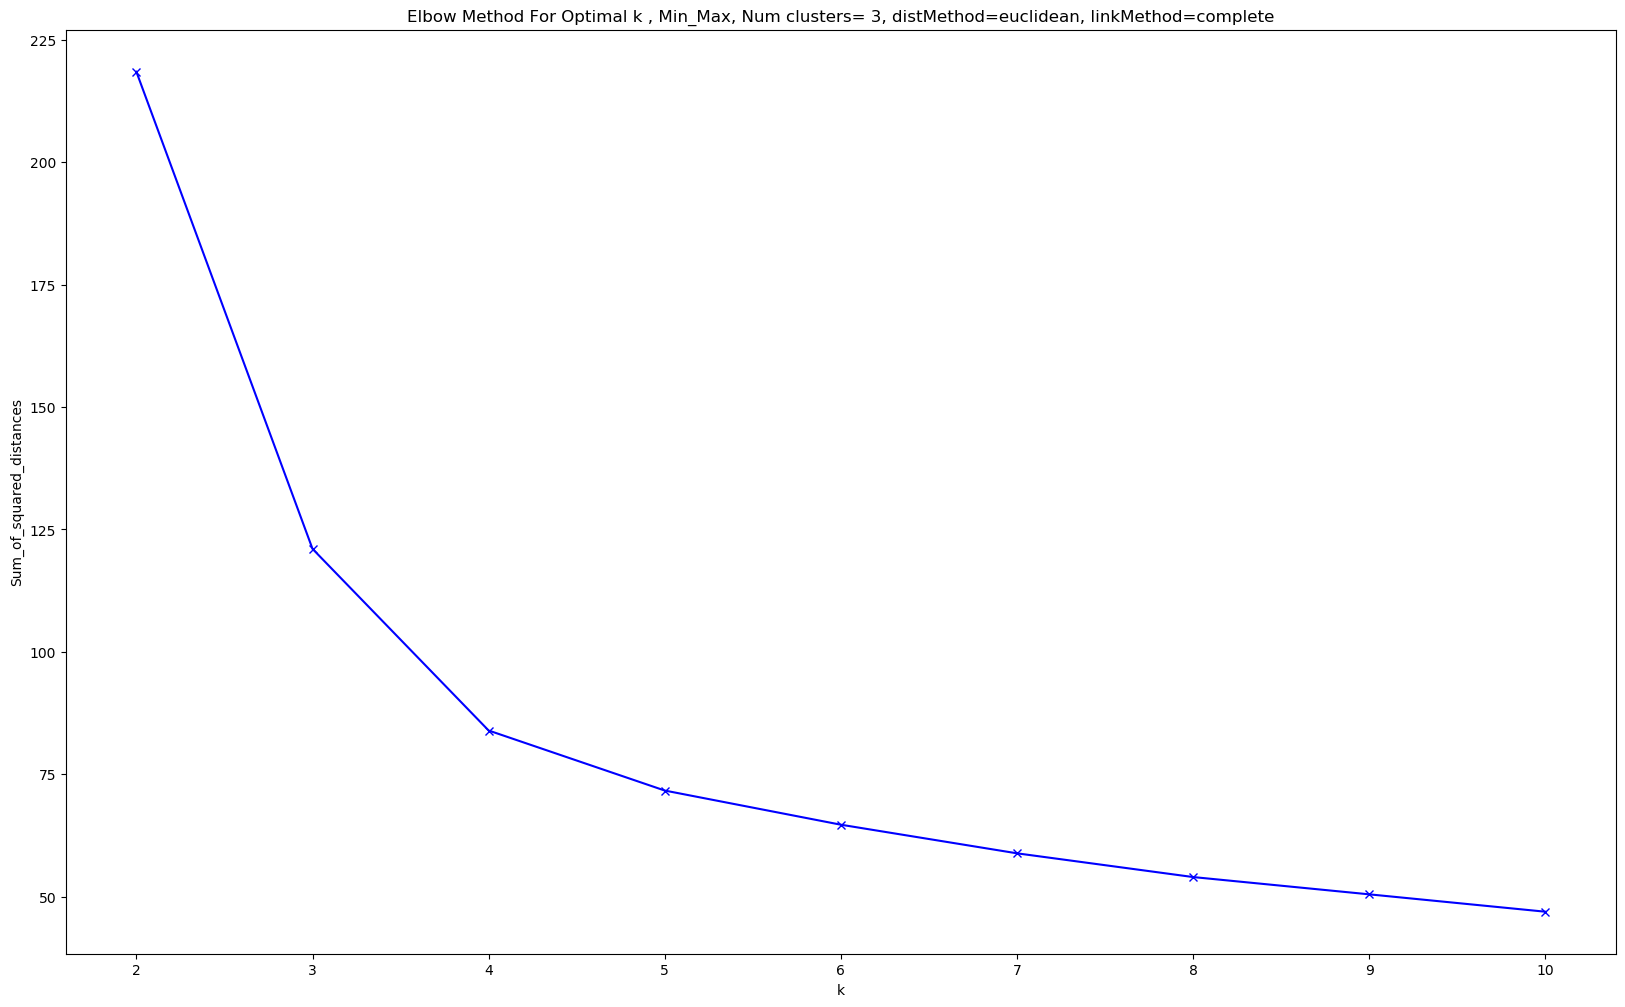 Elbow Method For Optimal k , Min_Max, Num clusters= 3, distMethod=euclidean, linkMethod=complete
225
200
175
150
125
100
75
50
Sum_of_squared_distances
2 3 4 5 6 7 8 9 10
k